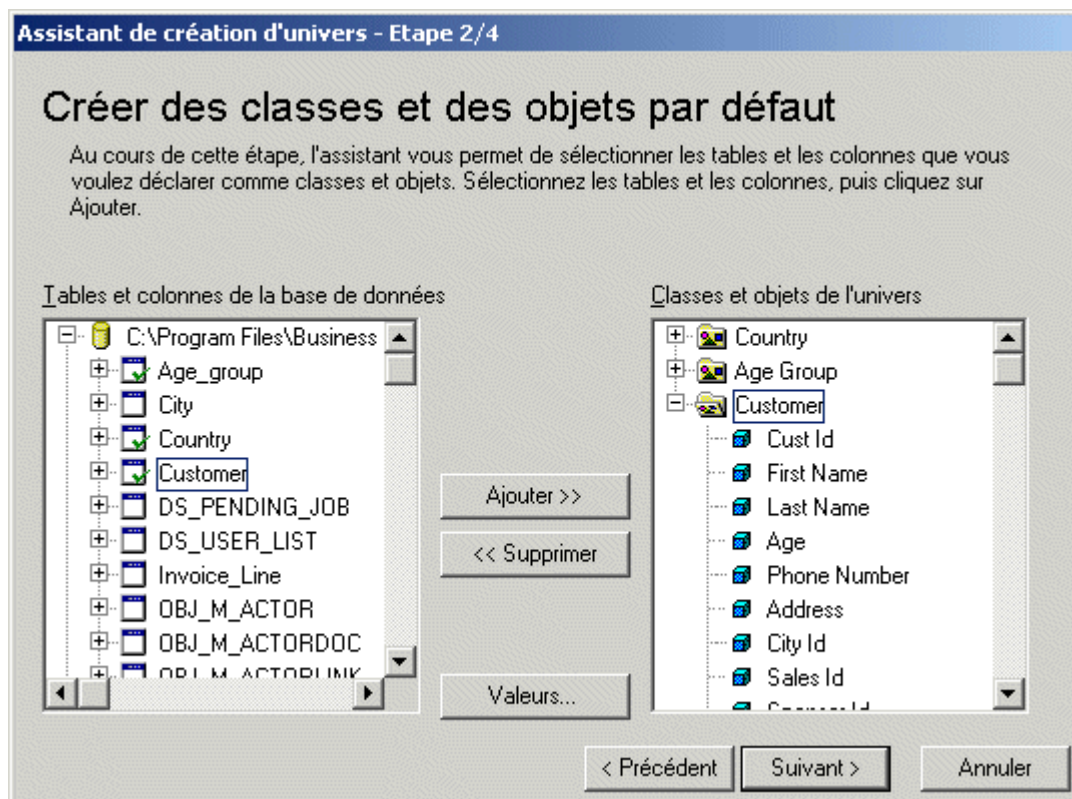 Assistant de création d'univers - Etape 2/4
Créer des classes et des objets par défaut
Au cours de cette étape, l'assistant vous permet de sélectionner les tables et les colonnes que vous
voulez déclarer comme classes et objets. Sélectionnez les tables et les colonnes, puis cliquez sur
Ajouter.
Tables et colonnes de la base de données
C:\Program Files\Business
Age_group
City
Country
Customer
DS_PENDING_JOB
DS_USER_LIST
Invoice_Line
OBJ_M_ACTOR
OBJ_M_ACTORDOC
OBJ_M_ACTORLINK
Ajouter >>
<< Supprimer
Valeurs...
Classes et objets de l'univers
Country
Age Group
Customer
Cust Id
First Name
Last Name
Age
Phone Number
Address
City Id
Sales Id
Sponsor Id
< Précédent
Suivant >
Annuler